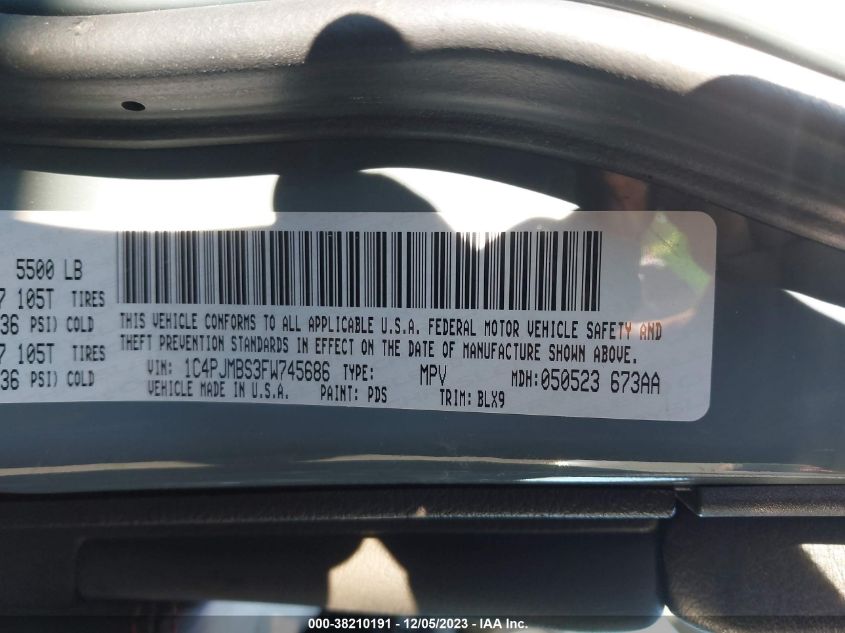 5500 LB
7 105T TIRES
36 PSI) COLD
7 105T TIRES
36 PSI) COLD
THIS VEHICLE CONFORMS TO ALL APPLICABLE U.S.A. FEDERAL MOTOR VEHICLE SAFETY AND
THEFT PREVENTION STANDARDS IN EFFECT ON THE DATE OF MANUFACTURE SHOWN ABOVE.
VIN: 1C4PJMBS3FW745686 TYPE: MPV MDH:050523 673AA
VEHICLE MADE IN U.S.A. PAINT: PDS TRIM: BLX9
000-38210191 - 12/05/2023 - IAA Inc.